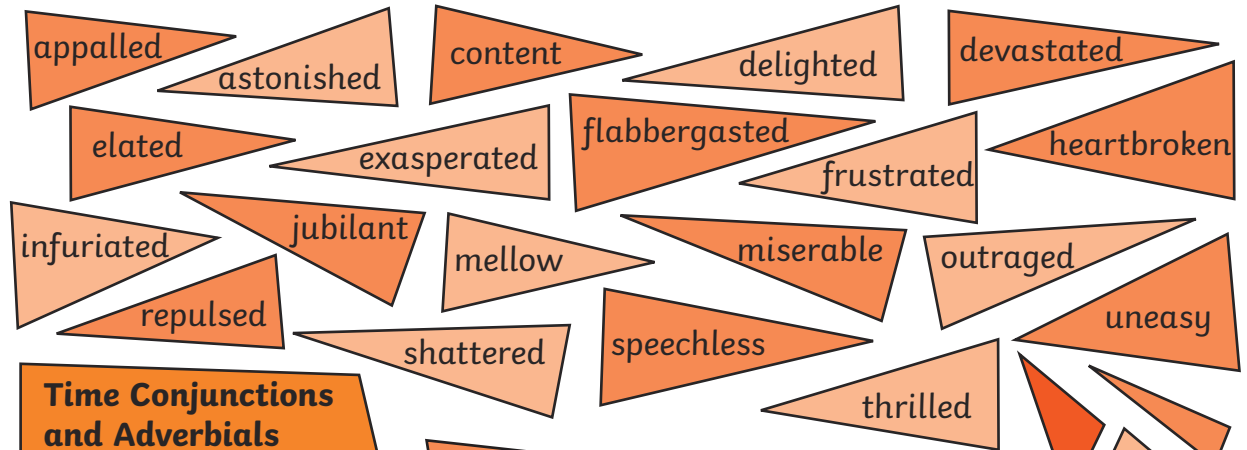 appalled
astonished
content
delighted
devastated
elated
exasperated
flabbergasted
frustrated
heartbroken
infuriated
jubilant
mellow
miserable
outraged
repulsed
shattered
speechless
thrilled
uneasy
Time Conjunctions
and Adverbials